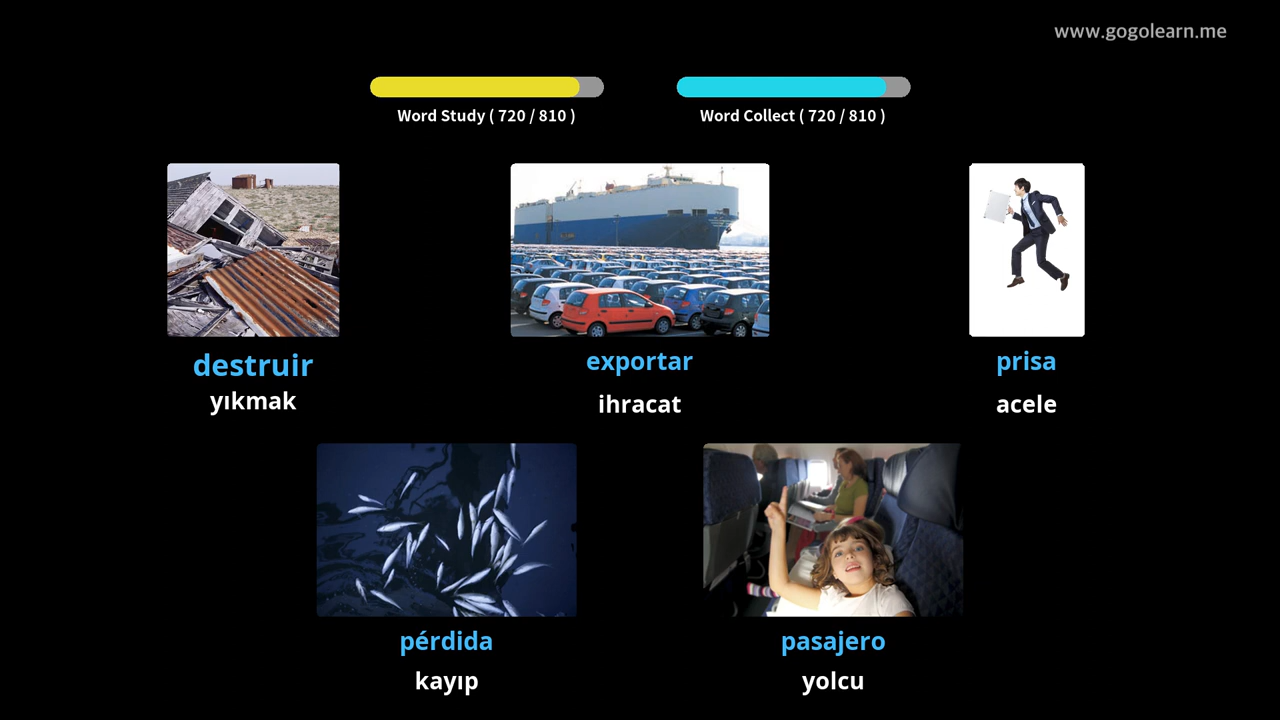 www.gogolearn.me
Word Study ( 720 / 810 )
Word Collect ( 720 / 810 )
destruir
yıkmak
exportar
ihracat
prisa
acele
pérdida
kayıp
pasajero
yolcu